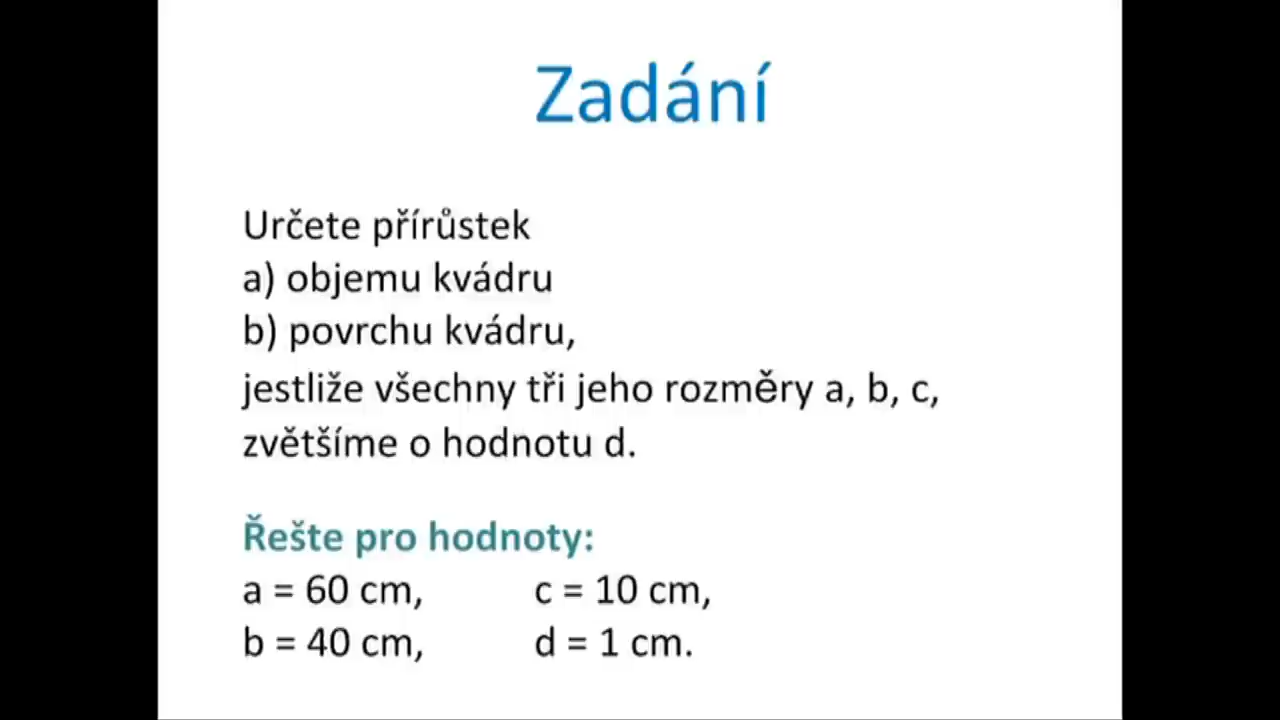 Zadání
Určete přírůstek
a) objemu kvádru
b) povrchu kvádru,
jestliže všechny tři jeho rozměry a, b, c,
zvětšíme o hodnotu d.
Řešte pro hodnoty:
a = 60 cm, c = 10 cm,
b = 40 cm, d = 1 cm.